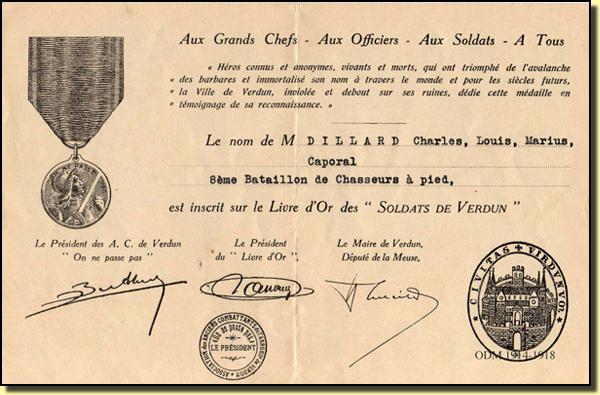 Aux Grands Chefs - Aux Officiers - Aux Soldats - A Tous
" Héros connus et anonymes, vivants et morts, qui ont triomphé de l'avalanche
" des barbares et immortalisé son nom à travers le monde et pour les siècles futurs,
" la Ville de Verdun, inviolée et debout sur ses ruines, dédie cette médaille en
" témoignage de sa reconnaissance. "
Le nom de M DILLARD Charles, Louis, Marius,
Caporal
8ème Bataillon de Chasseurs à pied,
est inscrit sur le Livre d'Or des " SOLDATS DE VERDUN "
Le Président des A. C. de Verdun
" On ne passe pas "
Le Président
du " Livre d'Or ",
Le Maire de Verdun,
Député de la Meuse,
LE PRÉSIDENT
CIVITAS VIRDVNVM
ODM 1914-1918